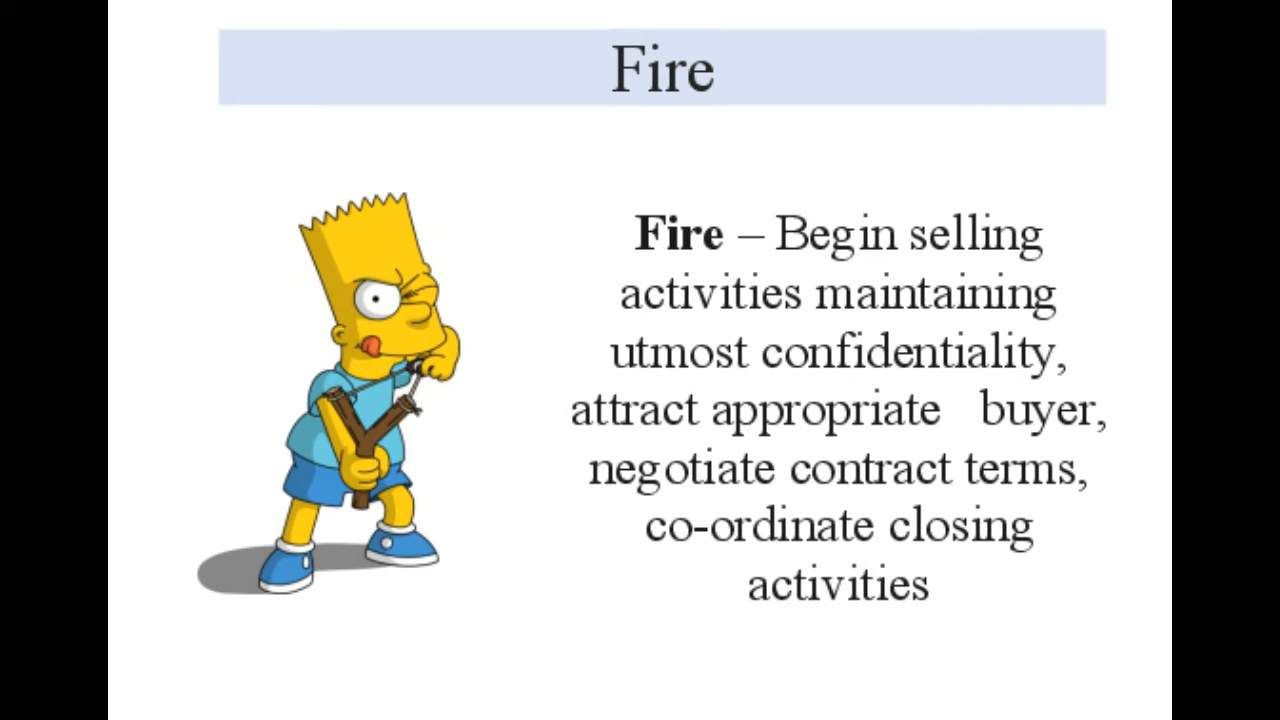 Fire
Fire – Begin selling
activities maintaining
utmost confidentiality,
attract appropriate   buyer,
negotiate contract terms,
co-ordinate closing
activities